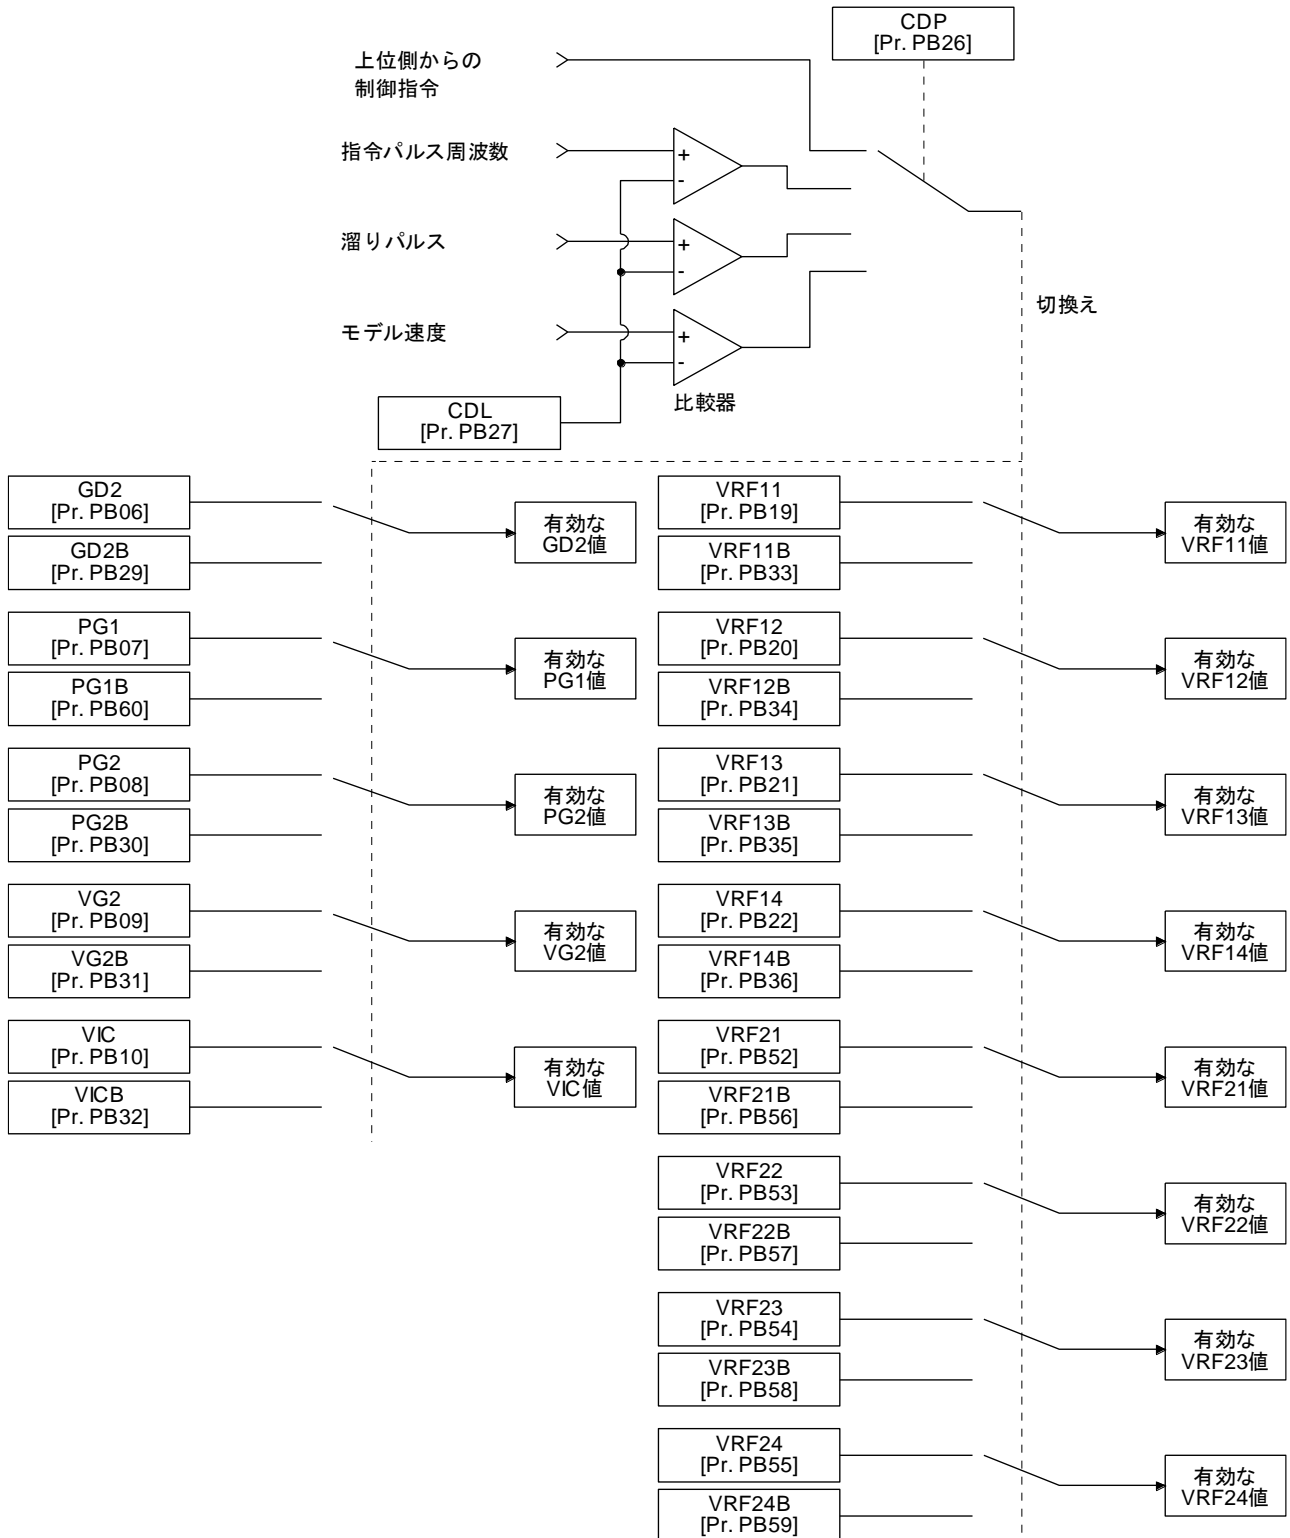 CDP
[Pr. PB26]
上位側からの
制御指令
指令パルス周波数
+
-
溜りパルス
+
-
切換え
モデル速度
+
-
比較器
CDL
[Pr. PB27]
GD2
[Pr. PB06]
GD2B
[Pr. PB29]
有効な
GD2値
PG1
[Pr. PB07]
PG1B
[Pr. PB60]
有効な
PG1値
PG2
[Pr. PB08]
PG2B
[Pr. PB30]
有効な
PG2値
VG2
[Pr. PB09]
VG2B
[Pr. PB31]
有効な
VG2値
VIC
[Pr. PB10]
VICB
[Pr. PB32]
有効な
VIC値
VRF11
[Pr. PB19]
VRF11B
[Pr. PB33]
有効な
VRF11値
VRF12
[Pr. PB20]
VRF12B
[Pr. PB34]
有効な
VRF12値
VRF13
[Pr. PB21]
VRF13B
[Pr. PB35]
有効な
VRF13値
VRF14
[Pr. PB22]
VRF14B
[Pr. PB36]
有効な
VRF14値
VRF21
[Pr. PB52]
VRF21B
[Pr. PB56]
有効な
VRF21値
VRF22
[Pr. PB53]
VRF22B
[Pr. PB57]
有効な
VRF22値
VRF23
[Pr. PB54]
VRF23B
[Pr. PB58]
有効な
VRF23値
VRF24
[Pr. PB55]
VRF24B
[Pr. PB59]
有効な
VRF24値